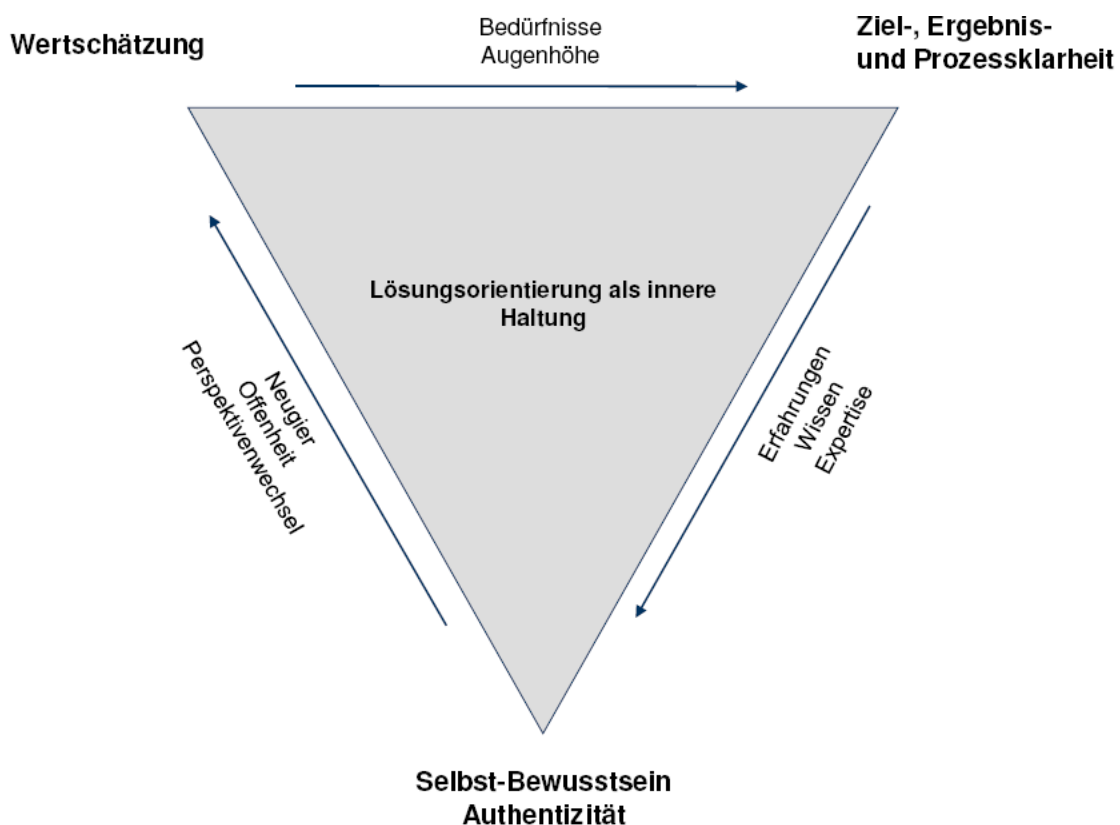 Wertschätzung
Bedürfnisse
Augenhöhe
Ziel-, Ergebnis-
und Prozessklarheit
Lösungsorientierung als innere
Haltung
Neugier
Offenheit
Perspektivenwechsel
Erfahrungen
Wissen
Expertise
Selbst-Bewusstsein
Authentizität